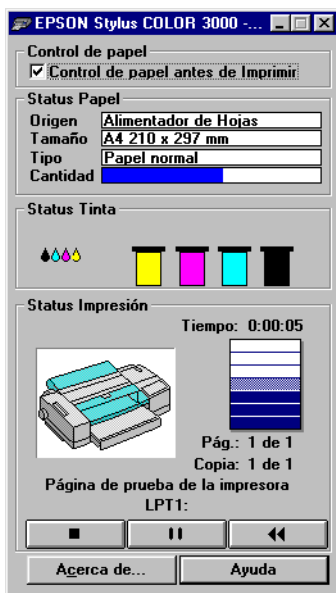 EPSON Stylus COLOR 3000 -...
Control de papel
Control de papel antes de Imprimir
Status Papel
Origen Alimentador de Hojas
Tamaño A4 210 x 297 mm
Tipo Papel normal
Cantidad
Status Tinta
Status Impresión
Tiempo: 0:00:05
Pág.: 1 de 1
Copia: 1 de 1
Página de prueba de la impresora
LPT1:
Acerca de... Ayuda